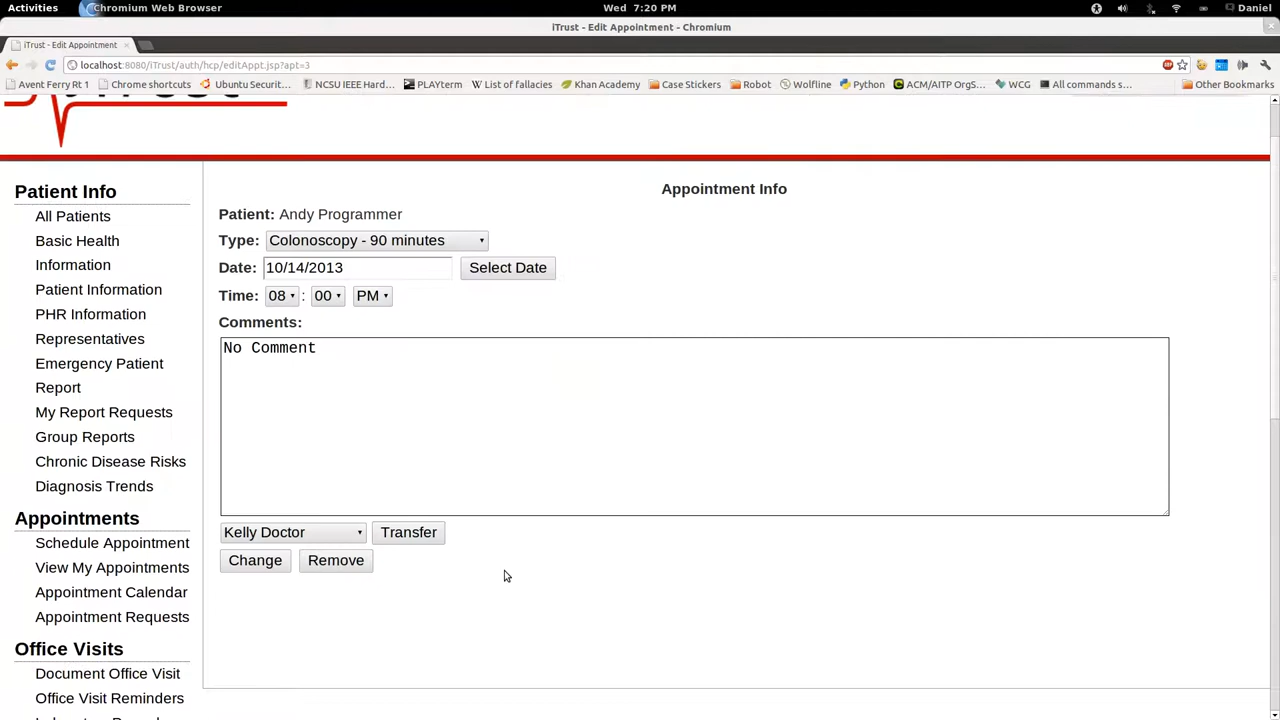 Activities Chromium Web Browser Wed 7:20 PM Daniel
iTrust - Edit Appointment - Chromium
iTrust - Edit Appointment
localhost:8080/iTrust/auth/hcp/editAppt.jsp?apt=3
Avent Ferry Rt 1 Chrome shortcuts Ubuntu Securit... NCSU IEEE Hard... PLAYterm List of fallacies Khan Academy Case Stickers Robot Wolfline Python ACM/AITP OrgS... WCG All commands s... Other Bookmarks
Patient Info
All Patients
Basic Health
Information
Patient Information
PHR Information
Representatives
Emergency Patient
Report
My Report Requests
Group Reports
Chronic Disease Risks
Diagnosis Trends
Appointments
Schedule Appointment
View My Appointments
Appointment Calendar
Appointment Requests
Office Visits
Document Office Visit
Office Visit Reminders
Appointment Info
Patient: Andy Programmer
Type: Colonoscopy - 90 minutes
Date: 10/14/2013 Select Date
Time: 08 : 00 PM
Comments:
No Comment
Kelly Doctor Transfer
Change Remove